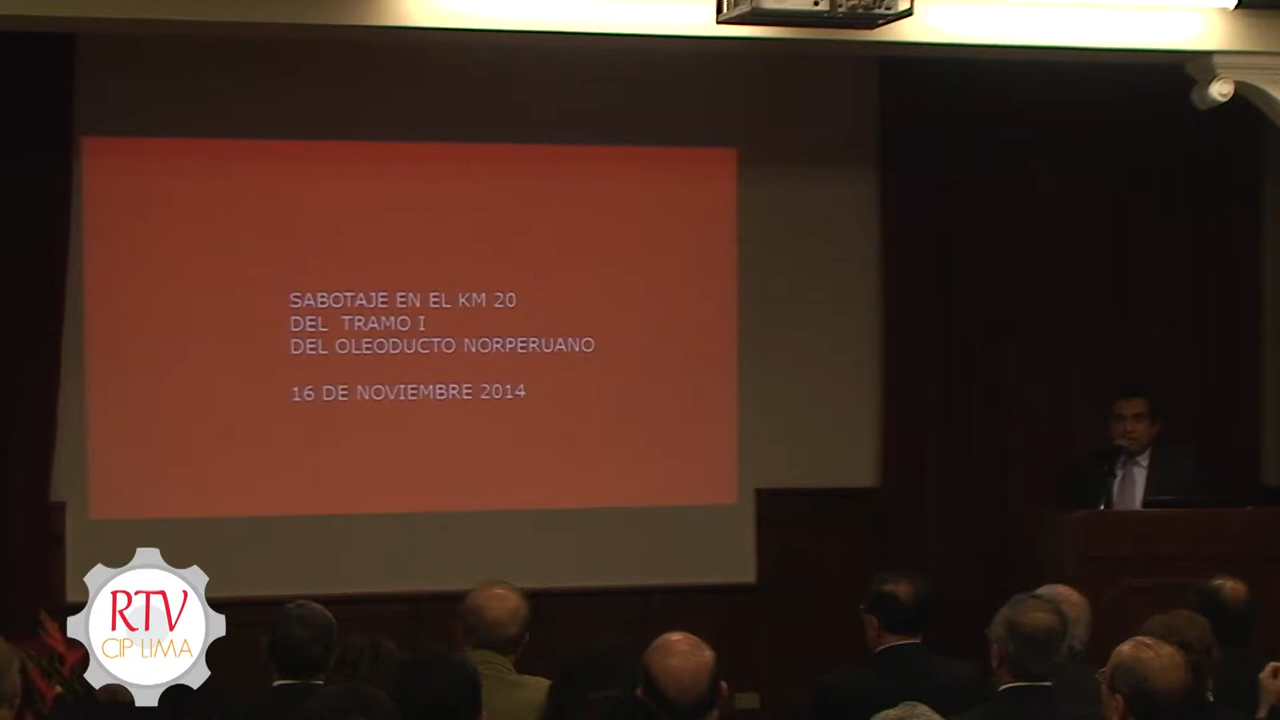 SABOTAJE EN EL KM 20
DEL TRAMO I
DEL OLEODUCTO NORPERUANO
16 DE NOVIEMBRE 2014
RTV
CIP LIMA